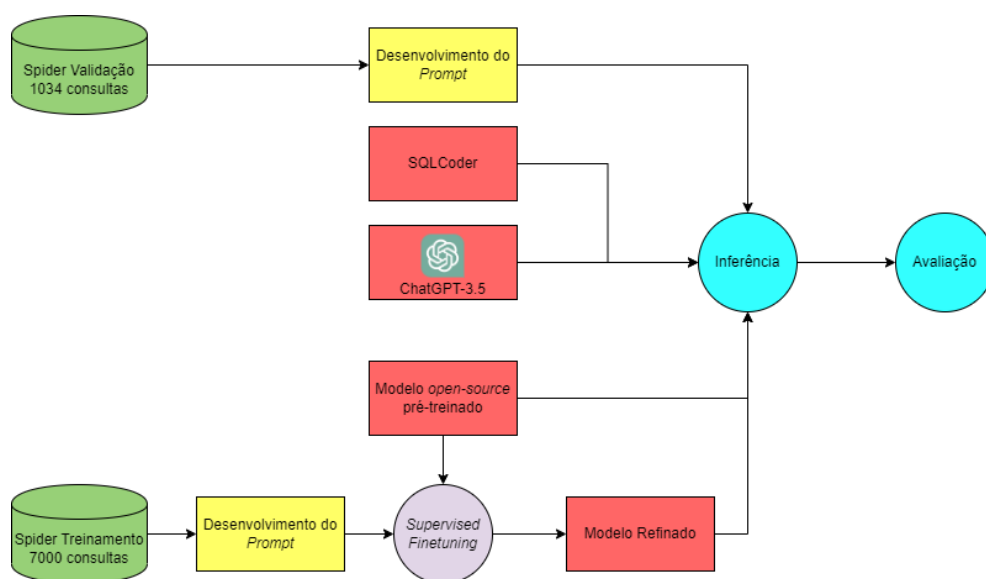 Spider Validação
1034 consultas
Desenvolvimento do
Prompt
SQLCoder
ChatGPT-3.5
Inferência
Avaliação
Modelo open-source
pré-treinado
Spider Treinamento
7000 consultas
Desenvolvimento do
Prompt
Supervised
Finetuning
Modelo Refinado